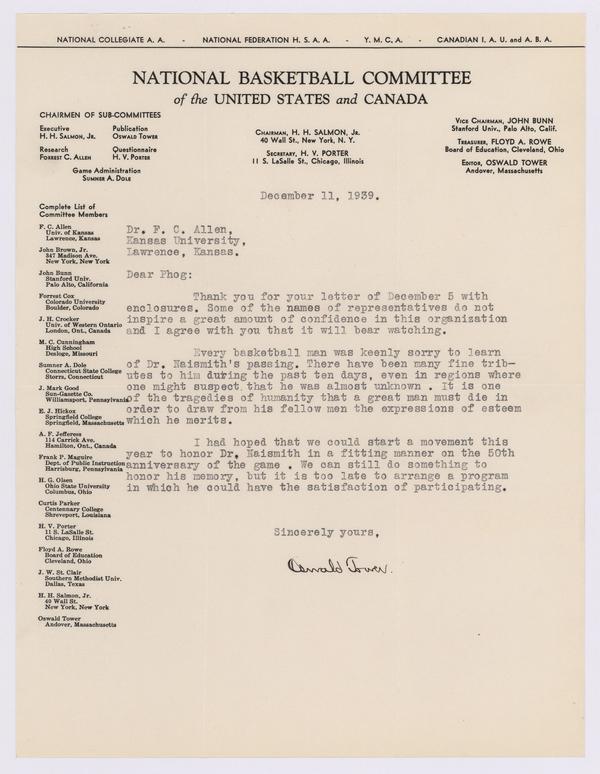 NATIONAL COLLEGIATE A. A. - NATIONAL FEDERATION H. S. A. A. - Y. M. C. A. - CANADIAN I. A. U. and A. B. A.
NATIONAL BASKETBALL COMMITTEE
of the UNITED STATES and CANADA
CHAIRMEN OF SUB-COMMITTEES
Executive
H. H. SALMON, JR.
Publication
OSWALD TOWER
Research
FORREST C. ALLEN
Questionnaire
H. V. PORTER
Game Administration
SUMNER A. DOLE
CHAIRMAN, H. H. SALMON, JR.
40 Wall St., New York, N. Y.
SECRETARY, H. V. PORTER
11 S. LaSalle St., Chicago, Illinois
VICE CHAIRMAN, JOHN BUNN
Stanford Univ., Palo Alto, Calif.
TREASURER, FLOYD A. ROWE
Board of Education, Cleveland, Ohio
EDITOR, OSWALD TOWER
Andover, Massachusetts
Complete List of
Committee Members
F. C. Allen
Univ. of Kansas
Lawrence, Kansas
John Brown, Jr.
347 Madison Ave.
New York, New York
John Bunn
Stanford Univ.
Palo Alto, California
Forrest Cox
Colorado University
Boulder, Colorado
J. H. Crocker
Univ. of Western Ontario
London, Ont., Canada
M. C. Cunningham
High School
Desloge, Missouri
Sumner A. Dole
Connecticut State College
Storrs, Connecticut
J. Mark Good
Sun-Gazette Co.
Williamsport, Pennsylvania
E. J. Hickox
Springfield College
Springfield, Massachusetts
A. F. Jefferess
114 Carrick Ave.
Hamilton, Ont., Canada
Frank P. Maguire
Dept. of Public Instruction
Harrisburg, Pennsylvania
H. G. Olsen
Ohio State University
Columbus, Ohio
Curtis Parker
Centenary College
Shreveport, Louisiana
H. V. Porter
11 S. LaSalle St.
Chicago, Illinois
Floyd A. Rowe
Board of Education
Cleveland, Ohio
J. W. St. Clair
Southern Methodist Univ.
Dallas, Texas
H. H. Salmon, Jr.
40 Wall St.
New York, New York
Oswald Tower
Andover, Massachusetts
December 11, 1939.
Dr. F. C. Allen,
Kansas University,
Lawrence, Kansas.
Dear Phog:
Thank you for your letter of December 5 with
enclosures. Some of the names of representatives do not
inspire a great amount of confidence in this organization
and I agree with you that it will bear watching.
Every basketball man was keenly sorry to learn
of Dr. Naismith's passing. There have been many fine trib-
utes to him during the past ten days, even in regions where
one might suspect that he was almost unknown . It is one
of the tragedies of humanity that a great man must die in
order to draw from his fellow men the expressions of esteem
which he merits.
I had hoped that we could start a movement this
year to honor Dr. Naismith in a fitting manner on the 50th
anniversary of the game . We can still do something to
honor his memory, but it is too late to arrange a program
in which he could have the satisfaction of participating.
Sincerely yours,
Oswald Tower.